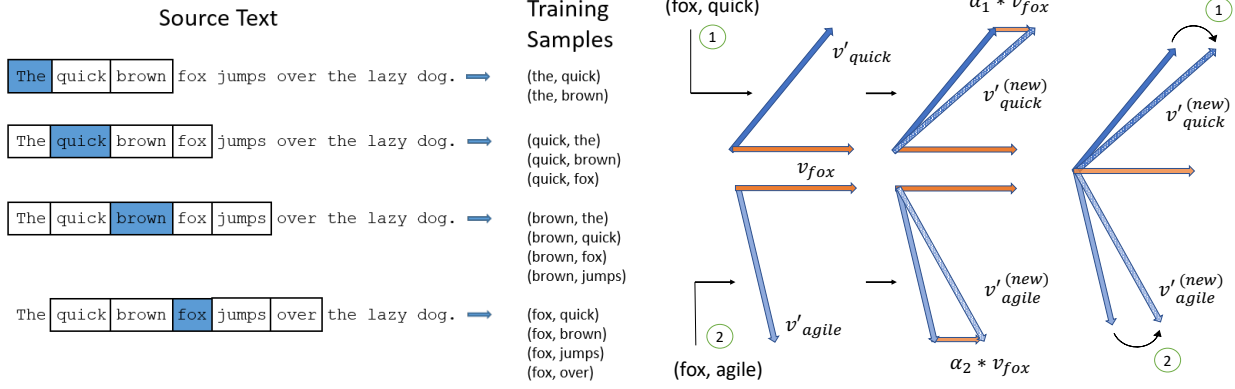 Source Text
Training
Samples
The quick brown fox jumps over the lazy dog.
(the, quick)
(the, brown)
The quick brown fox jumps over the lazy dog.
(quick, the)
(quick, brown)
(quick, fox)
The quick brown fox jumps over the lazy dog.
(brown, the)
(brown, quick)
(brown, fox)
(brown, jumps)
The quick brown fox jumps over the lazy dog.
(fox, quick)
(fox, brown)
(fox, jumps)
(fox, over)
(fox, quick)
1
v'quick
vfox
α1 * vfox
v'quick(new)
1
v'quick(new)
v'agile
2
(fox, agile)
v'agile(new)
α2 * vfox
v'agile(new)
2